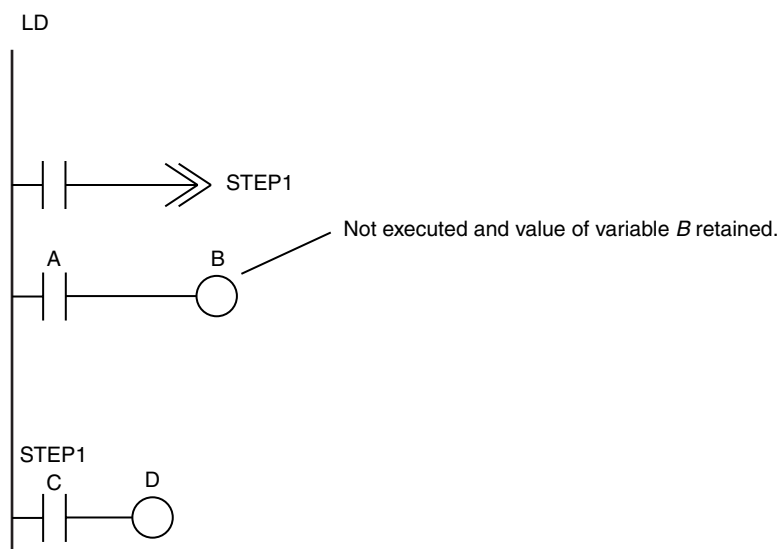 LD
STEP1
Not executed and value of variable B retained.
A
B
STEP1
C
D